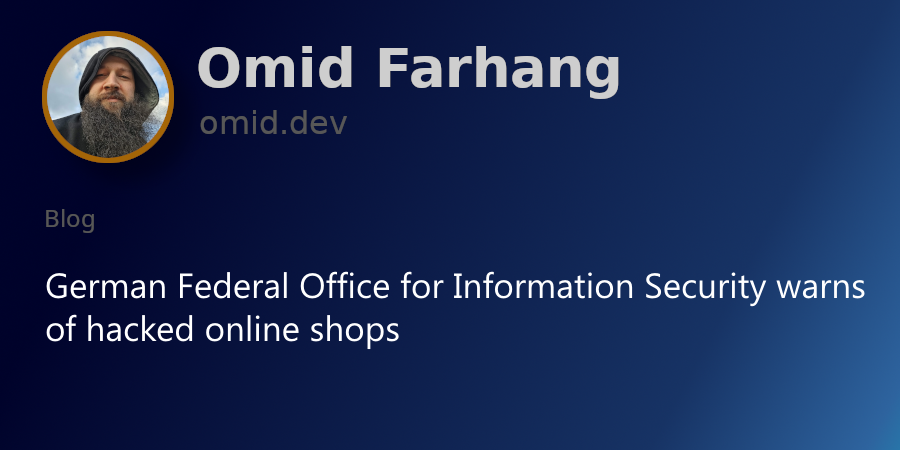 Omid Farhang
omid.dev
Blog
German Federal Office for Information Security warns
of hacked online shops